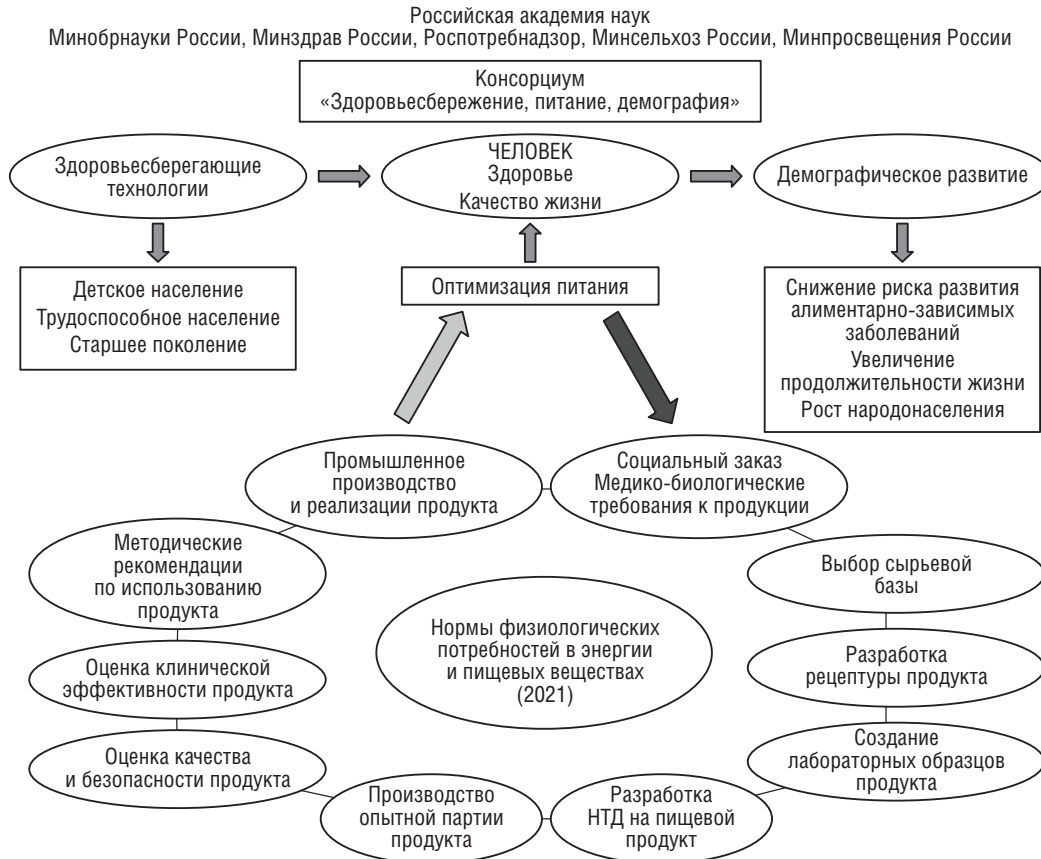 Российская академия наук
Минобрнауки России, Минздрав России, Роспотребнадзор, Минсельхоз России, Минпросвещения России
Консорциум
«Здоровьесбережение, питание, демография»
Здоровьесберегающие
технологии
ЧЕЛОВЕК
Здоровье
Качество жизни
Демографическое развитие
Детское население
Трудоспособное население
Старшее поколение
Оптимизация питания
Снижение риска развития
алиментарно-зависимых
заболеваний
Увеличение
продолжительности жизни
Рост народонаселения
Промышленное
производство
и реализации продукта
Социальный заказ
Медико-биологические
требования к продукции
Методические
рекомендации
по использованию
продукта
Выбор сырьевой
базы
Нормы физиологических
потребностей в энергии
и пищевых веществах
(2021)
Оценка клинической
эффективности продукта
Разработка
рецептуры продукта
Оценка качества
и безопасности продукта
Создание
лабораторных образцов
продукта
Производство
опытной партии
продукта
Разработка
НТД на пищевой
продукт